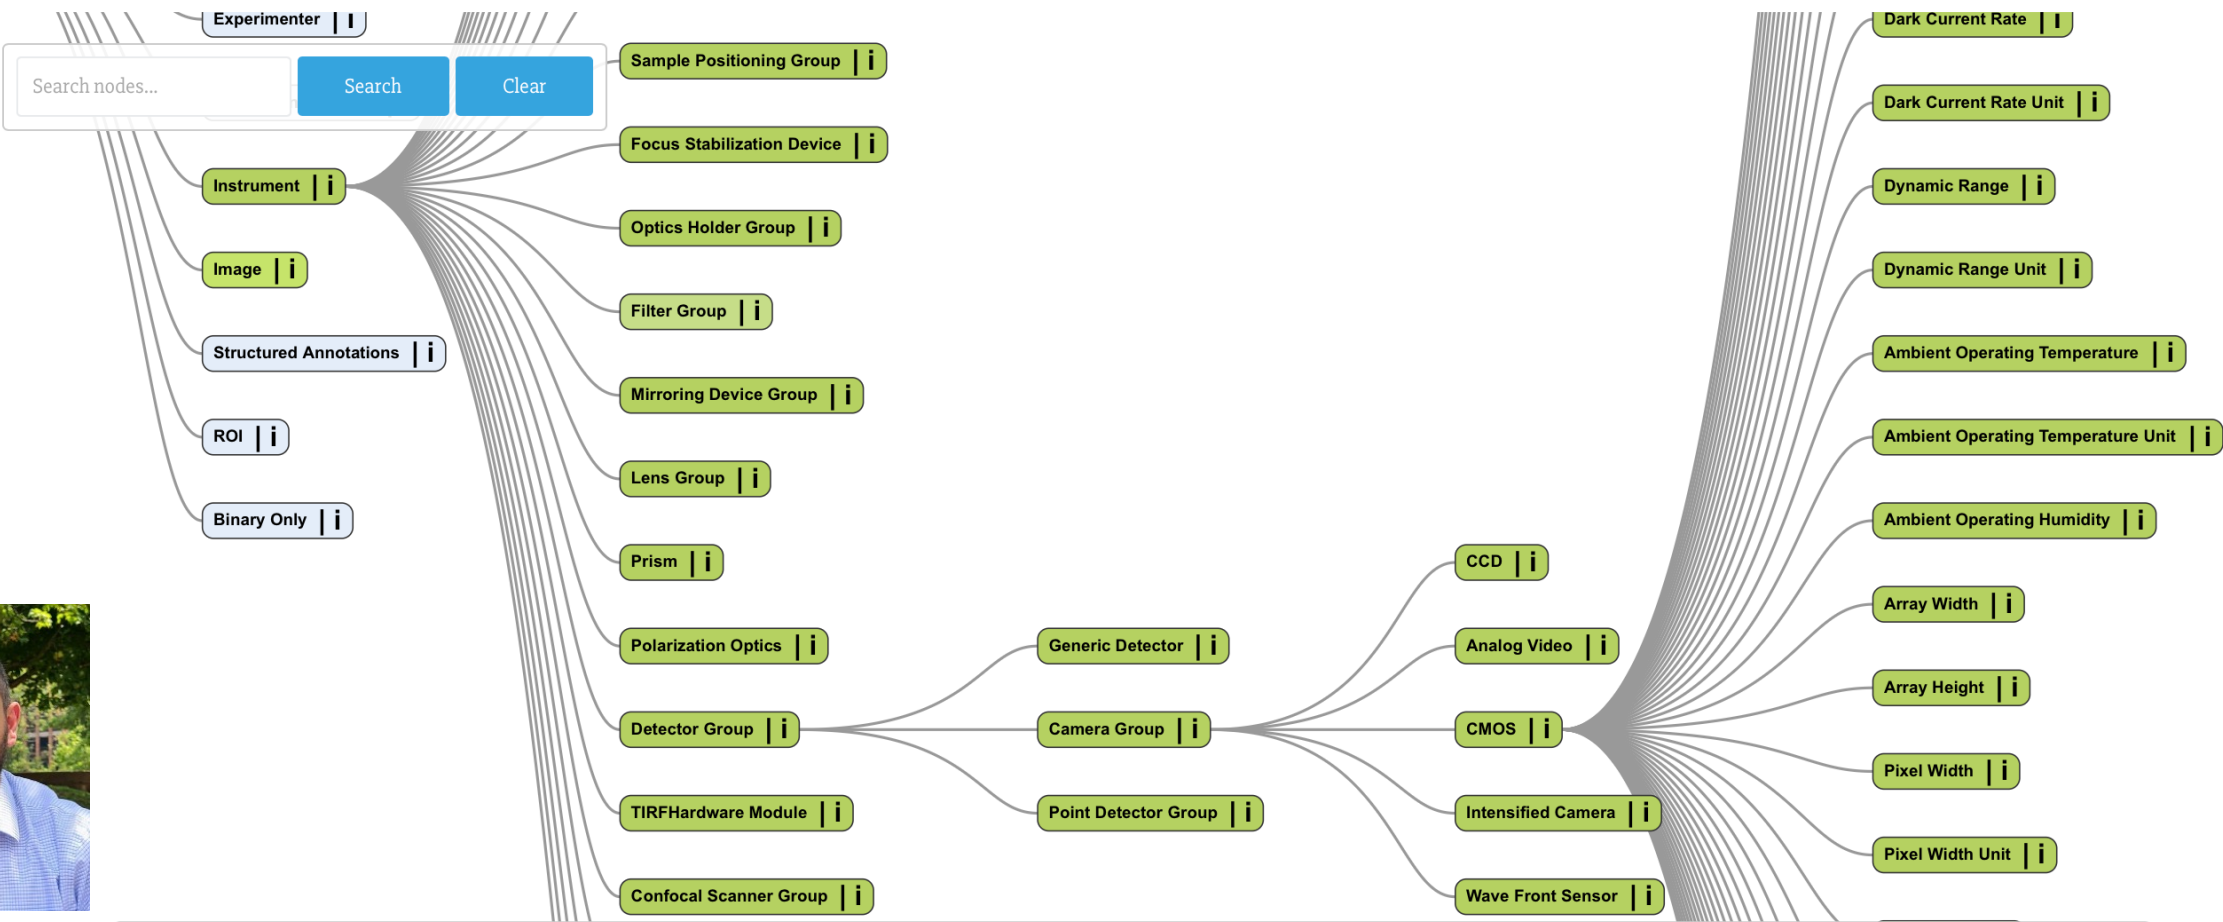 Experimenter | i
Search nodes...
Search
Clear
Instrument | i
Image | i
Structured Annotations | i
ROI | i
Binary Only | i
Sample Positioning Group | i
Focus Stabilization Device | i
Optics Holder Group | i
Filter Group | i
Mirroring Device Group | i
Lens Group | i
Prism | i
Polarization Optics | i
Detector Group | i
TIRFHardware Module | i
Confocal Scanner Group | i
Generic Detector | i
Camera Group | i
Point Detector Group | i
CCD | i
Analog Video | i
CMOS | i
Intensified Camera | i
Wave Front Sensor | i
Dark Current Rate | i
Dark Current Rate Unit | i
Dynamic Range | i
Dynamic Range Unit | i
Ambient Operating Temperature | i
Ambient Operating Temperature Unit | i
Ambient Operating Humidity | i
Array Width | i
Array Height | i
Pixel Width | i
Pixel Width Unit | i